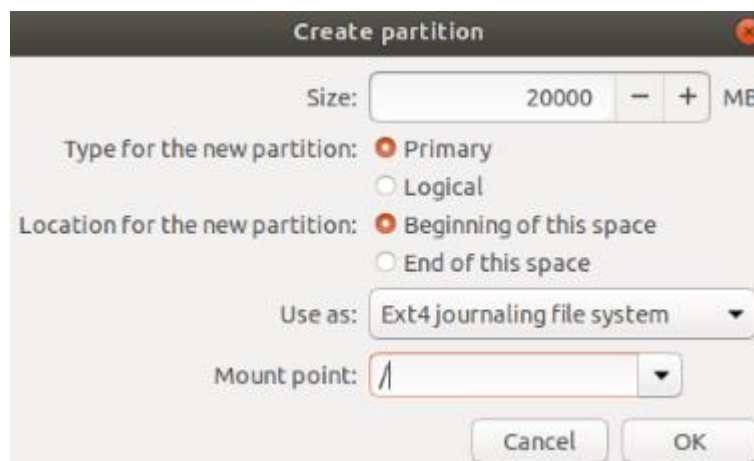 Create partition
Size: 20000 − + MB
Type for the new partition: Primary
Logical
Location for the new partition: Beginning of this space
End of this space
Use as: Ext4 journaling file system
Mount point: /
Cancel OK